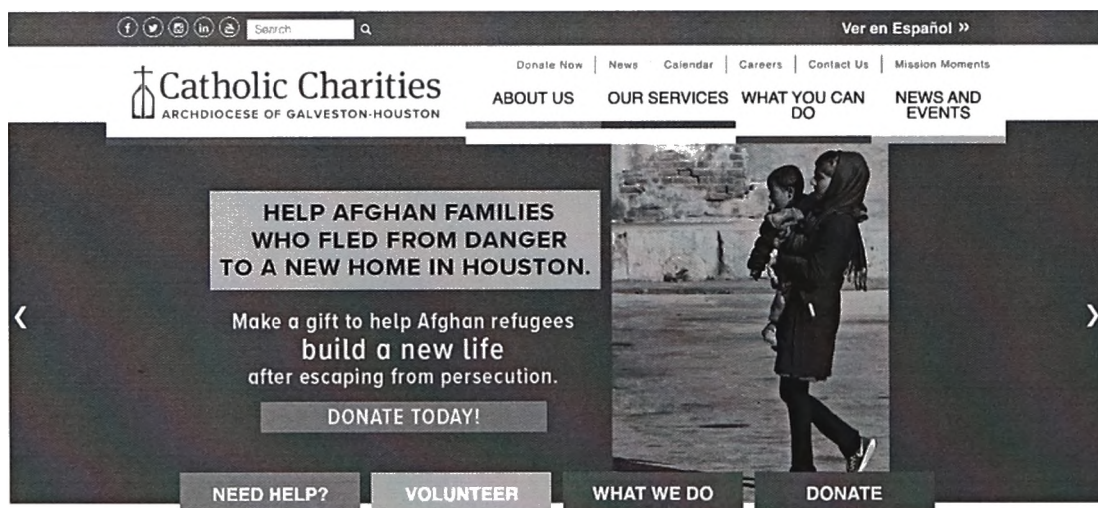 Search
Ver en Español »
Catholic Charities
ARCHDIOCESE OF GALVESTON-HOUSTON
Donate Now | News Calendar | Careers | Contact Us | Mission Moments
ABOUT US OUR SERVICES WHAT YOU CAN DO NEWS AND EVENTS
HELP AFGHAN FAMILIES
WHO FLED FROM DANGER
TO A NEW HOME IN HOUSTON.
Make a gift to help Afghan refugees
build a new life
after escaping from persecution.
DONATE TODAY!
NEED HELP? VOLUNTEER WHAT WE DO DONATE